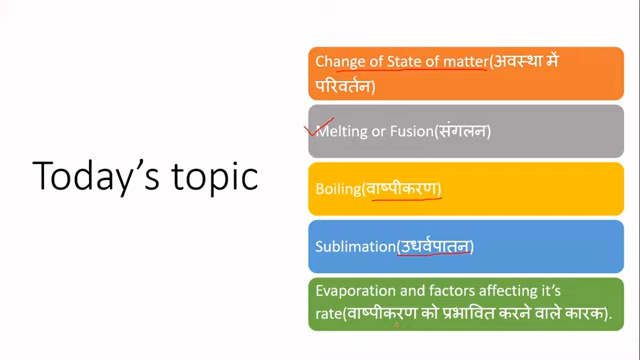 Today's topic
Change of State of matter(अवस्था में
परिवर्तन)
Melting or Fusion(संगलन)
Boiling(वाष्पीकरण)
Sublimation(उधर्वपातन)
Evaporation and factors affecting it's
rate(वाष्पीकरण को प्रभावित करने वाले कारक).